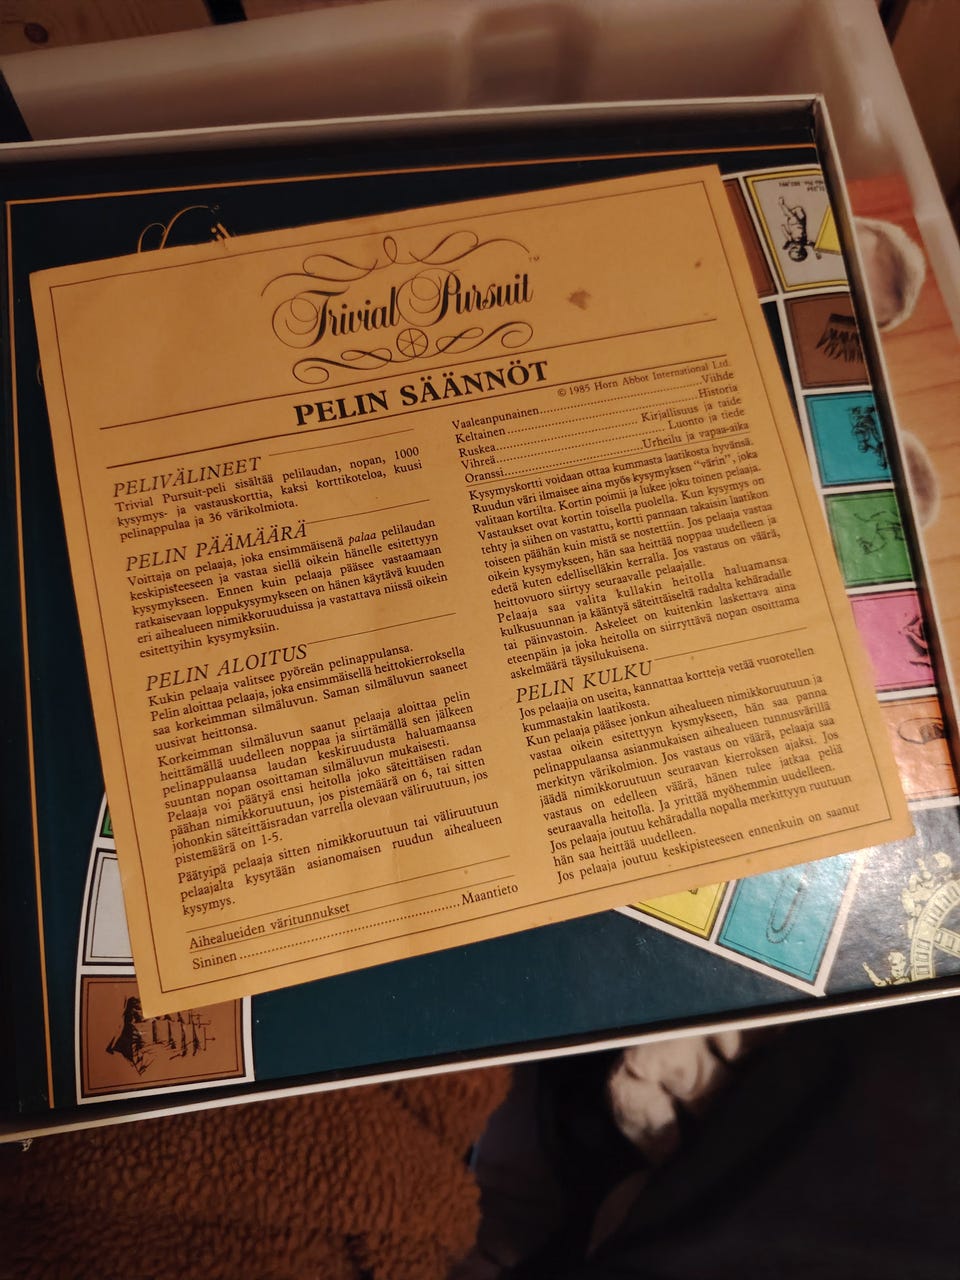 Trivial Pursuit™
PELIN SÄÄNNÖT
© 1985 Horn Abbot International Ltd.
PELIVÄLINEET
Trivial Pursuit-peli sisältää pelilaudan, nopan, 1000
kysymys- ja vastauskorttia, kaksi korttikoteloa, kuusi
pelinappulaa ja 36 värikolmiota.
PELIN PÄÄMÄÄRÄ
Voittaja on pelaaja, joka ensimmäisenä palaa pelilaudan
keskipisteeseen ja vastaa siellä oikein hänelle esitettyyn
kysymykseen. Ennen kuin pelaaja pääsee vastaamaan
ratkaisevaan loppukysymykseen on hänen käytävä kuuden
eri aihealueen nimikkoruuduissa ja vastattava niissä oikein
esitettyihin kysymyksiin.
PELIN ALOITUS
Kukin pelaaja valitsee pyöreän pelinappulansa.
Pelin aloittaa pelaaja, joka ensimmäisellä heittokierroksella
saa korkeimman silmäluvun. Saman silmäluvun saaneet
uusivat heittonsa.
Korkeimman silmäluvun saanut pelaaja aloittaa pelin
heittämällä uudelleen noppaa ja siirtämällä sen jälkeen
pelinappulaansa laudan keskiruudusta haluamaansa
suuntan nopan osoittaman silmäluvun mukaisesti.
Pelaaja voi päätyä ensi heitolla joko säteittäisen radan
päähan nimikkoruutuun, jos pistemäärä on 6, tai sitten
johonkin säteittäisradan varrella olevaan väliruutuun, jos
pistemäärä on 1-5.
Päätyipä pelaaja sitten nimikkoruutuun tai väliruutuun
pelaajalta kysytään asianomaisen ruudun aihealueen
kysymys.
Aihealueiden väritunnukset
Sininen ........ Maantieto
Vaaleanpunainen ........ Viihde
Keltainen ........ Historia
Ruskea ........ Kirjallisuus ja taide
Vihreä ........ Luonto ja tiede
Oranssi ........ Urheilu ja vapaa-aika
Kysymyskortti voidaan ottaa kummasta laatikosta hyvänsä.
Ruudun väri ilmaisee aina myös kysymyksen "värin", joka
valitaan kortilta. Kortin poimii ja lukee joku toinen pelaaja.
Vastaukset ovat kortin toisella puolella. Kun kysymys on
tehty ja siihen on vastattu, kortti pannaan takaisin laatikon
toiseen päähän kuin mistä se nostettiin. Jos pelaaja vastaa
oikein kysymykseen, hän saa heittää noppaa uudelleen ja
edetä kuten edelliselläkin kerralla. Jos vastaus on väärä,
heittovuoro siirtyy seuraavalle pelaajalle.
Pelaaja saa valita kullakin heitolla haluamansa
kulkusuunnan ja kääntyä säteittäiseltä radalta kehäradalle
tai päinvastoin. Askeleet on kuitenkin laskettava aina
eteenpäin ja joka heitolla on siirryttävä nopan osoittama
askelmäärä täysilukuisena.
PELIN KULKU
Jos pelaajia on useita, kannattaa kortteja vetää vuorotellen
kummastakin laatikosta.
Kun pelaaja pääsee jonkun aihealueen nimikkoruutuun ja
vastaa oikein esitettyyn kysmykseen, hän saa panna
pelinappulaansa asianmukaisen aihealueen tunnusvärillä
merkityn värikolmion. Jos vastaus on väärä, pelaaja saa
jäädä nimikkoruutuun seuraavan kierroksen ajaksi. Jos
vastaus on edelleen väärä, hänen tulee jatkaa peliä
seuraavalla heitolla. Ja yrittää myöhemmin uudelleen.
Jos pelaaja joutuu kehäradalla nopalla merkittyyn ruutuun
hän saa heittää uudelleen.
Jos pelaaja joutuu keskipisteeseen ennenkuin on saanut